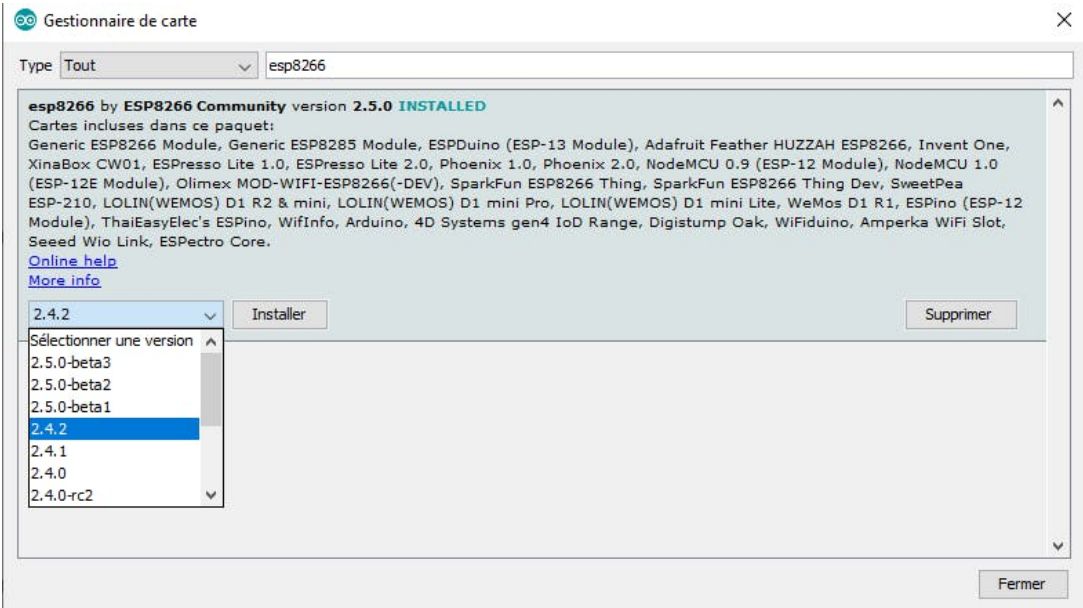 Gestionnaire de carte
Type Tout esp8266
esp8266 by ESP8266 Community version 2.5.0 INSTALLED
Cartes incluses dans ce paquet:
Generic ESP8266 Module, Generic ESP8285 Module, ESPDuino (ESP-13 Module), Adafruit Feather HUZZAH ESP8266, Invent One,
XinaBox CW01, ESPresso Lite 1.0, ESPresso Lite 2.0, Phoenix 1.0, Phoenix 2.0, NodeMCU 0.9 (ESP-12 Module), NodeMCU 1.0
(ESP-12E Module), Olimex MOD-WIFI-ESP8266(-DEV), SparkFun ESP8266 Thing, SparkFun ESP8266 Thing Dev, SweetPea
ESP-210, LOLIN(WEMOS) D1 R2 & mini, LOLIN(WEMOS) D1 mini Pro, LOLIN(WEMOS) D1 mini Lite, WeMos D1 R1, ESPino (ESP-12
Module), ThaiEasyElec's ESPino, WifInfo, Arduino, 4D Systems gen4 IoD Range, Digistump Oak, WiFiduino, Amperka WiFi Slot,
Seeed Wio Link, ESPectro Core.
Online help
More info
2.4.2 Installer Supprimer
Sélectionner une version
2.5.0-beta3
2.5.0-beta2
2.5.0-beta1
2.4.2
2.4.1
2.4.0
2.4.0-rc2
Fermer